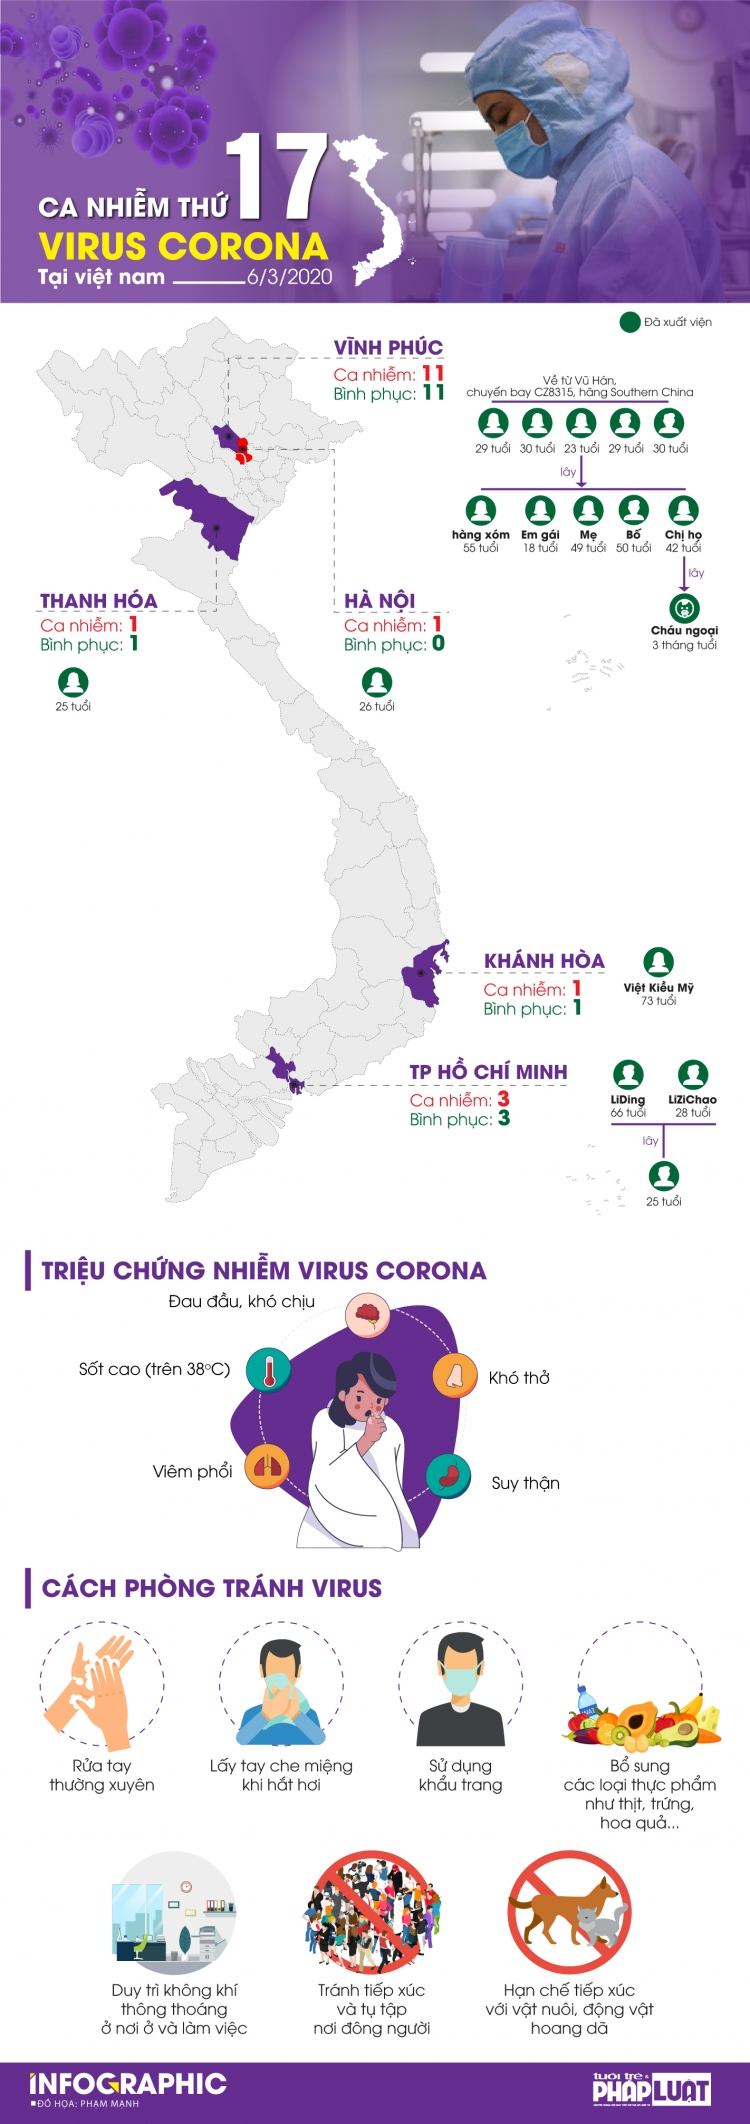 CA NHIỄM THỨ 17
VIRUS CORONA
Tại việt nam 6/3/2020
Đã xuất viện
VĨNH PHÚC
Ca nhiễm: 11
Bình phục: 11
Về từ Vũ Hán,
chuyến bay CZ8315, hãng Southern China
29 tuổi 30 tuổi 23 tuổi 29 tuổi 30 tuổi
lây
hàng xóm Em gái Mẹ Bố Chị họ
55 tuổi 18 tuổi 49 tuổi 50 tuổi 42 tuổi
lây
Cháu ngoại
3 tháng tuổi
THANH HÓA
Ca nhiễm: 1
Bình phục: 1
25 tuổi
HÀ NỘI
Ca nhiễm: 1
Bình phục: 0
26 tuổi
KHÁNH HÒA
Ca nhiễm: 1
Bình phục: 1
Việt Kiều Mỹ
73 tuổi
TP HỒ CHÍ MINH
Ca nhiễm: 3
Bình phục: 3
LiDing LiZiChao
66 tuổi 28 tuổi
lây
25 tuổi
TRIỆU CHỨNG NHIỄM VIRUS CORONA
Đau đầu, khó chịu
Sốt cao (trên 38°C)
Khó thở
Viêm phổi
Suy thận
CÁCH PHÒNG TRÁNH VIRUS
Rửa tay
thường xuyên
Lấy tay che miệng
khi hắt hơi
Sử dụng
khẩu trang
Bổ sung
các loại thực phẩm
như thịt, trứng,
hoa quả...
Duy trì không khí
thông thoáng
ở nơi ở và làm việc
Tránh tiếp xúc
và tụ tập
nơi đông người
Hạn chế tiếp xúc
với vật nuôi, động vật
hoang dã
INFOGRAPHIC
ĐỒ HỌA: PHẠM MẠNH
tuổi trẻ &
PHÁP LUẬT